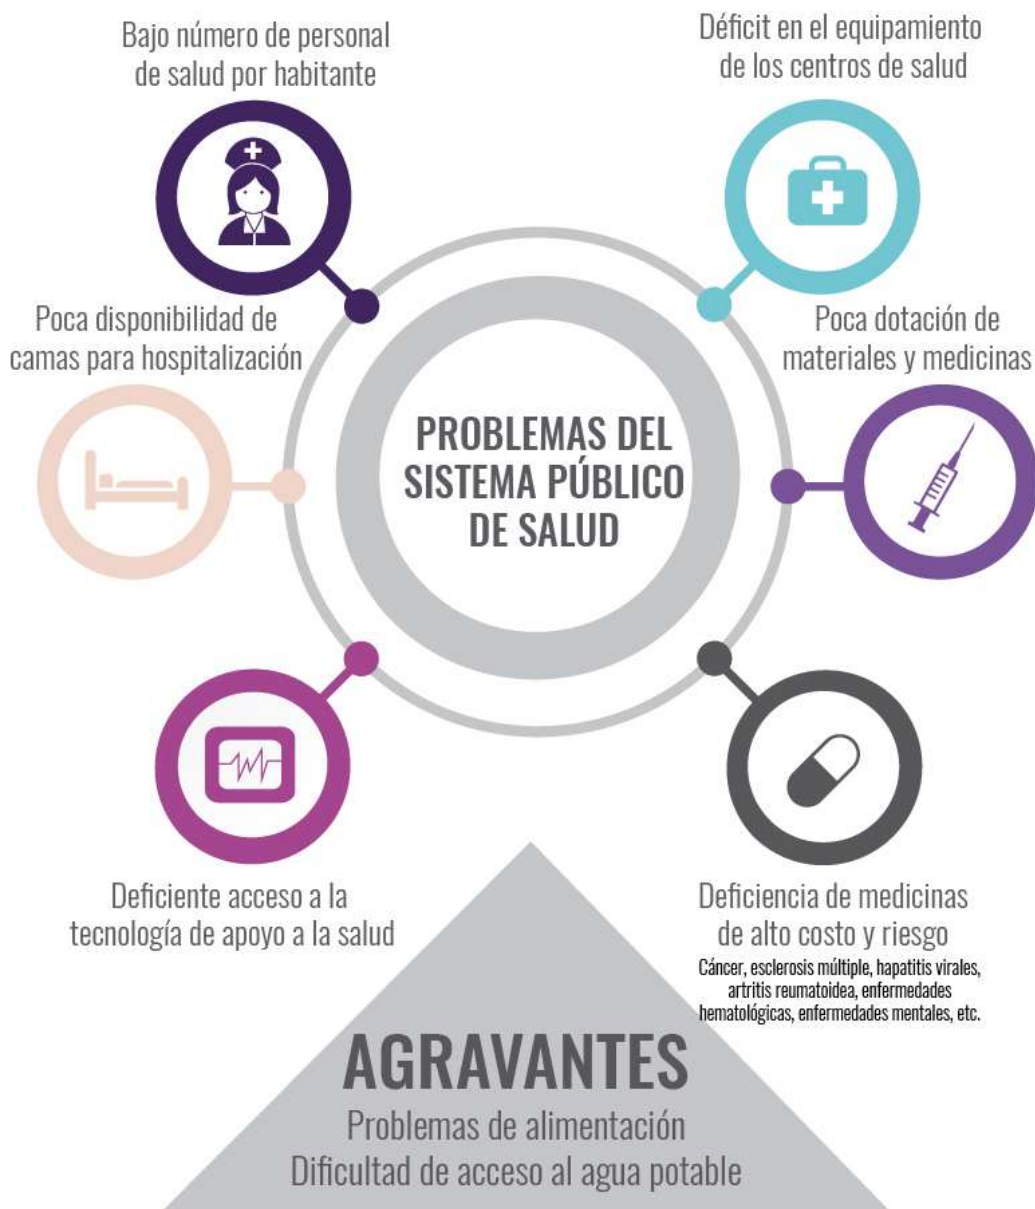 Bajo número de personal
de salud por habitante
Déficit en el equipamiento
de los centros de salud
Poca disponibilidad de
camas para hospitalización
Poca dotación de
materiales y medicinas
PROBLEMAS DEL
SISTEMA PÚBLICO
DE SALUD
Deficiente acceso a la
tecnología de apoyo a la salud
Deficiencia de medicinas
de alto costo y riesgo
Cáncer, esclerosis múltiple, hapatitis virales,
artritis reumatoidea, enfermedades
hematológicas, enfermedades mentales, etc.
AGRAVANTES
Problemas de alimentación
Dificultad de acceso al agua potable